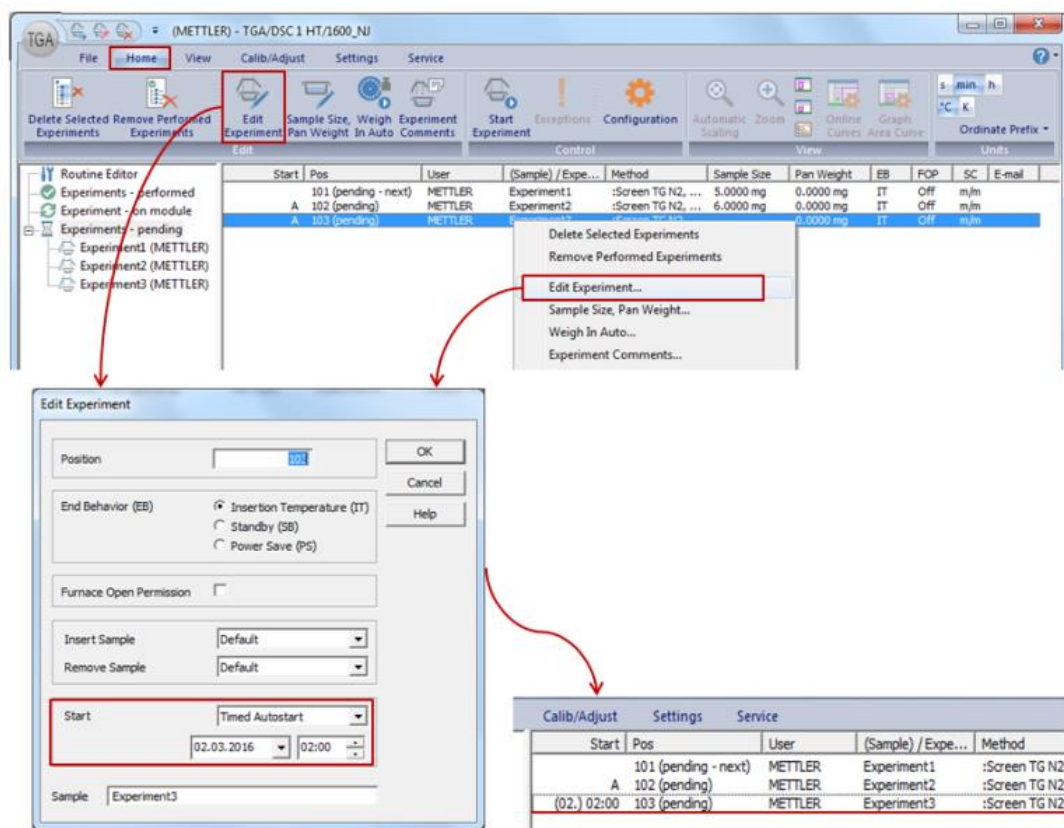 TGA (METTLER) - TGA/DSC 1 HT/1600_NJ
File Home View Calib/Adjust Settings Service
s min h
°C K
Delete Selected Experiments
Remove Performed Experiments
Edit Experiment
Sample Size, Pan Weight
Weigh In Auto
Experiment Comments
Start Experiment
Exceptions
Configuration
Automatic Scaling
Zoom
Online Curves
Graph Area Curve
Ordinate Prefix
Edit Control View Units
Routine Editor
Experiments - performed
Experiment - on module
Experiments - pending
Experiment1 (METTLER)
Experiment2 (METTLER)
Experiment3 (METTLER)
Start Pos User (Sample) / Expe... Method Sample Size Pan Weight EB FOP SC E-mail
101 (pending - next) METTLER Experiment1 :Screen TG N2, ... 5.0000 mg 0.0000 mg IT Off m/m
A 102 (pending) METTLER Experiment2 :Screen TG N2, ... 6.0000 mg 0.0000 mg IT Off m/m
A 103 (pending) METTLER 0.0000 mg IT Off m/m
Delete Selected Experiments
Remove Performed Experiments
Edit Experiment...
Sample Size, Pan Weight...
Weigh In Auto...
Experiment Comments...
Edit Experiment
Position
OK
Cancel
Help
End Behavior (EB)
Insertion Temperature (IT)
Standby (SB)
Power Save (PS)
Furnace Open Permission
Insert Sample Default
Remove Sample Default
Start Timed Autostart
02.03.2016 02:00
Sample Experiment3
Calib/Adjust Settings Service
Start Pos User (Sample) / Expe... Method
101 (pending - next) METTLER Experiment1 :Screen TG N2
A 102 (pending) METTLER Experiment2 :Screen TG N2
(02.) 02:00 103 (pending) METTLER Experiment3 :Screen TG N2